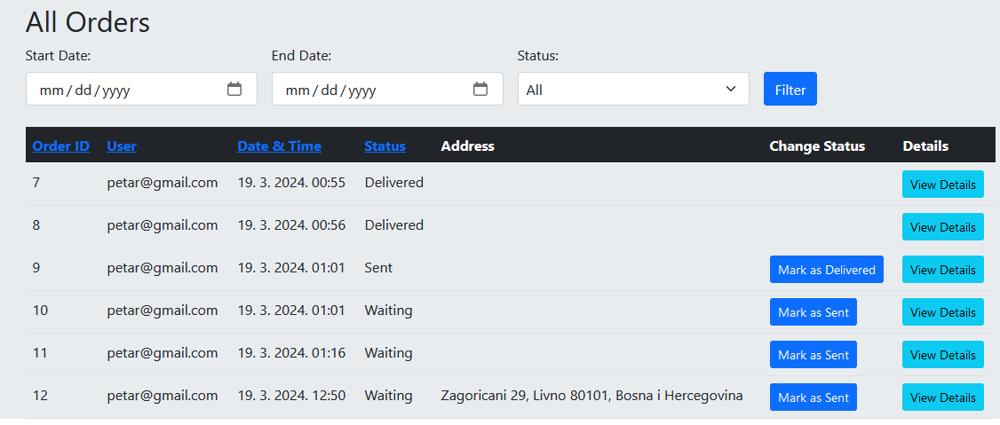 All Orders
Start Date: End Date: Status:
mm/dd/yyyy mm/dd/yyyy All Filter
Order ID User Date & Time Status Address Change Status Details
7 petar@gmail.com 19. 3. 2024. 00:55 Delivered View Details
8 petar@gmail.com 19. 3. 2024. 00:56 Delivered View Details
9 petar@gmail.com 19. 3. 2024. 01:01 Sent Mark as Delivered View Details
10 petar@gmail.com 19. 3. 2024. 01:01 Waiting Mark as Sent View Details
11 petar@gmail.com 19. 3. 2024. 01:16 Waiting Mark as Sent View Details
12 petar@gmail.com 19. 3. 2024. 12:50 Waiting Zagoricani 29, Livno 80101, Bosna i Hercegovina Mark as Sent View Details